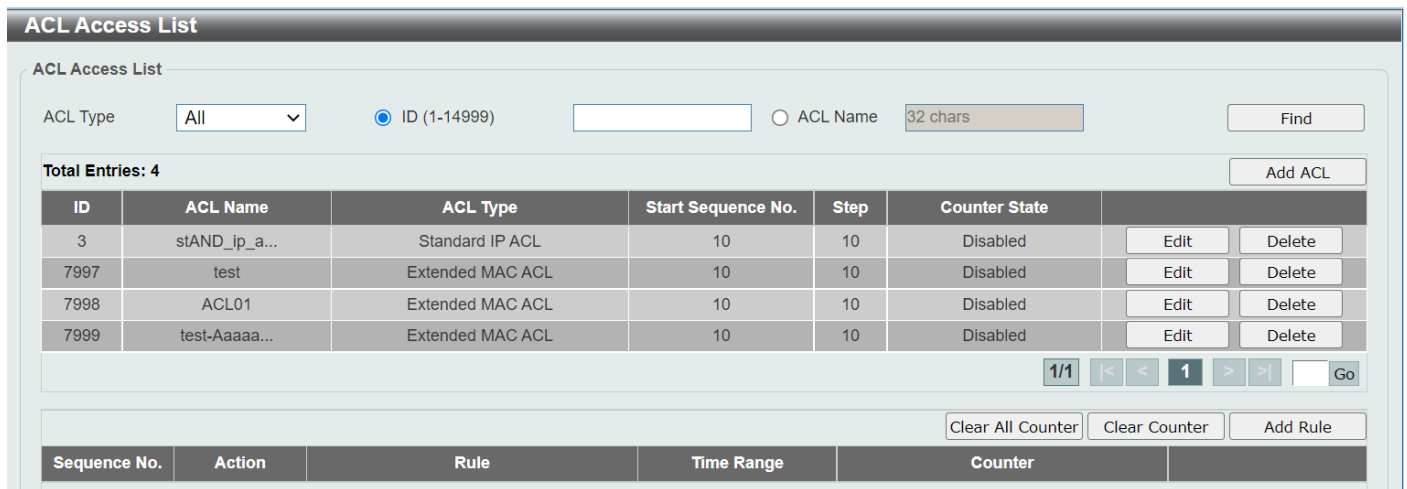 ACL Access List
ACL Access List
ACL Type All ID (1-14999) ACL Name 32 chars Find
Total Entries: 4 Add ACL
ID ACL Name ACL Type Start Sequence No. Step Counter State
3 stAND_ip_a... Standard IP ACL 10 10 Disabled Edit Delete
7997 test Extended MAC ACL 10 10 Disabled Edit Delete
7998 ACL01 Extended MAC ACL 10 10 Disabled Edit Delete
7999 test-Aaaaa... Extended MAC ACL 10 10 Disabled Edit Delete
1/1 |< < 1 > >| Go
Clear All Counter Clear Counter Add Rule
Sequence No. Action Rule Time Range Counter